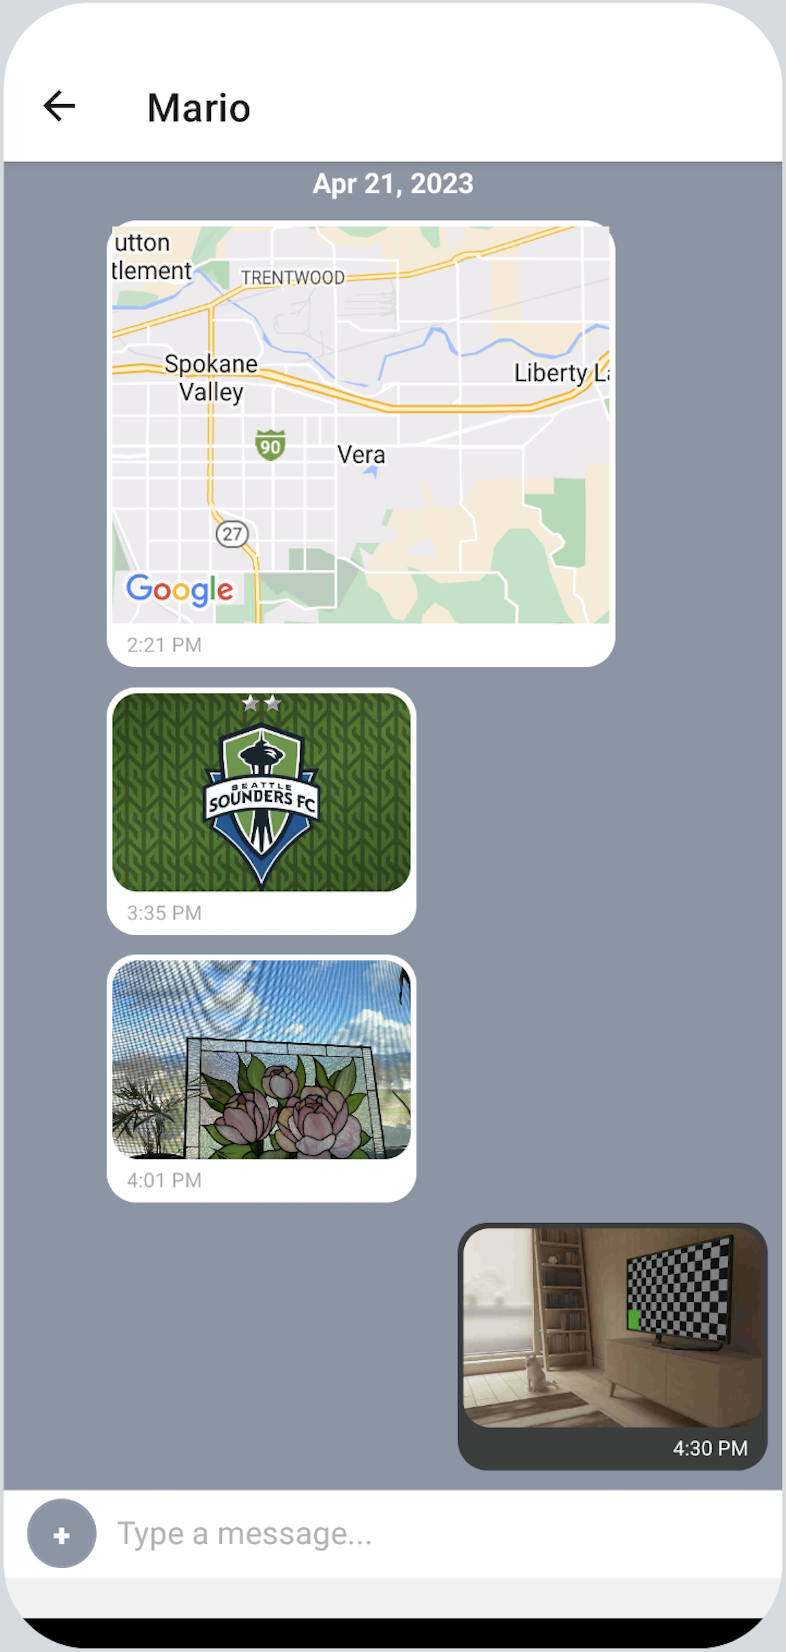 Mario
Apr 21, 2023
utton
tlement
TRENTWOOD
Spokane
Valley
Liberty La
90
Vera
27
Google
2:21 PM
SEATTLE
SOUNDERS FC
3:35 PM
4:01 PM
4:30 PM
+
Type a message...